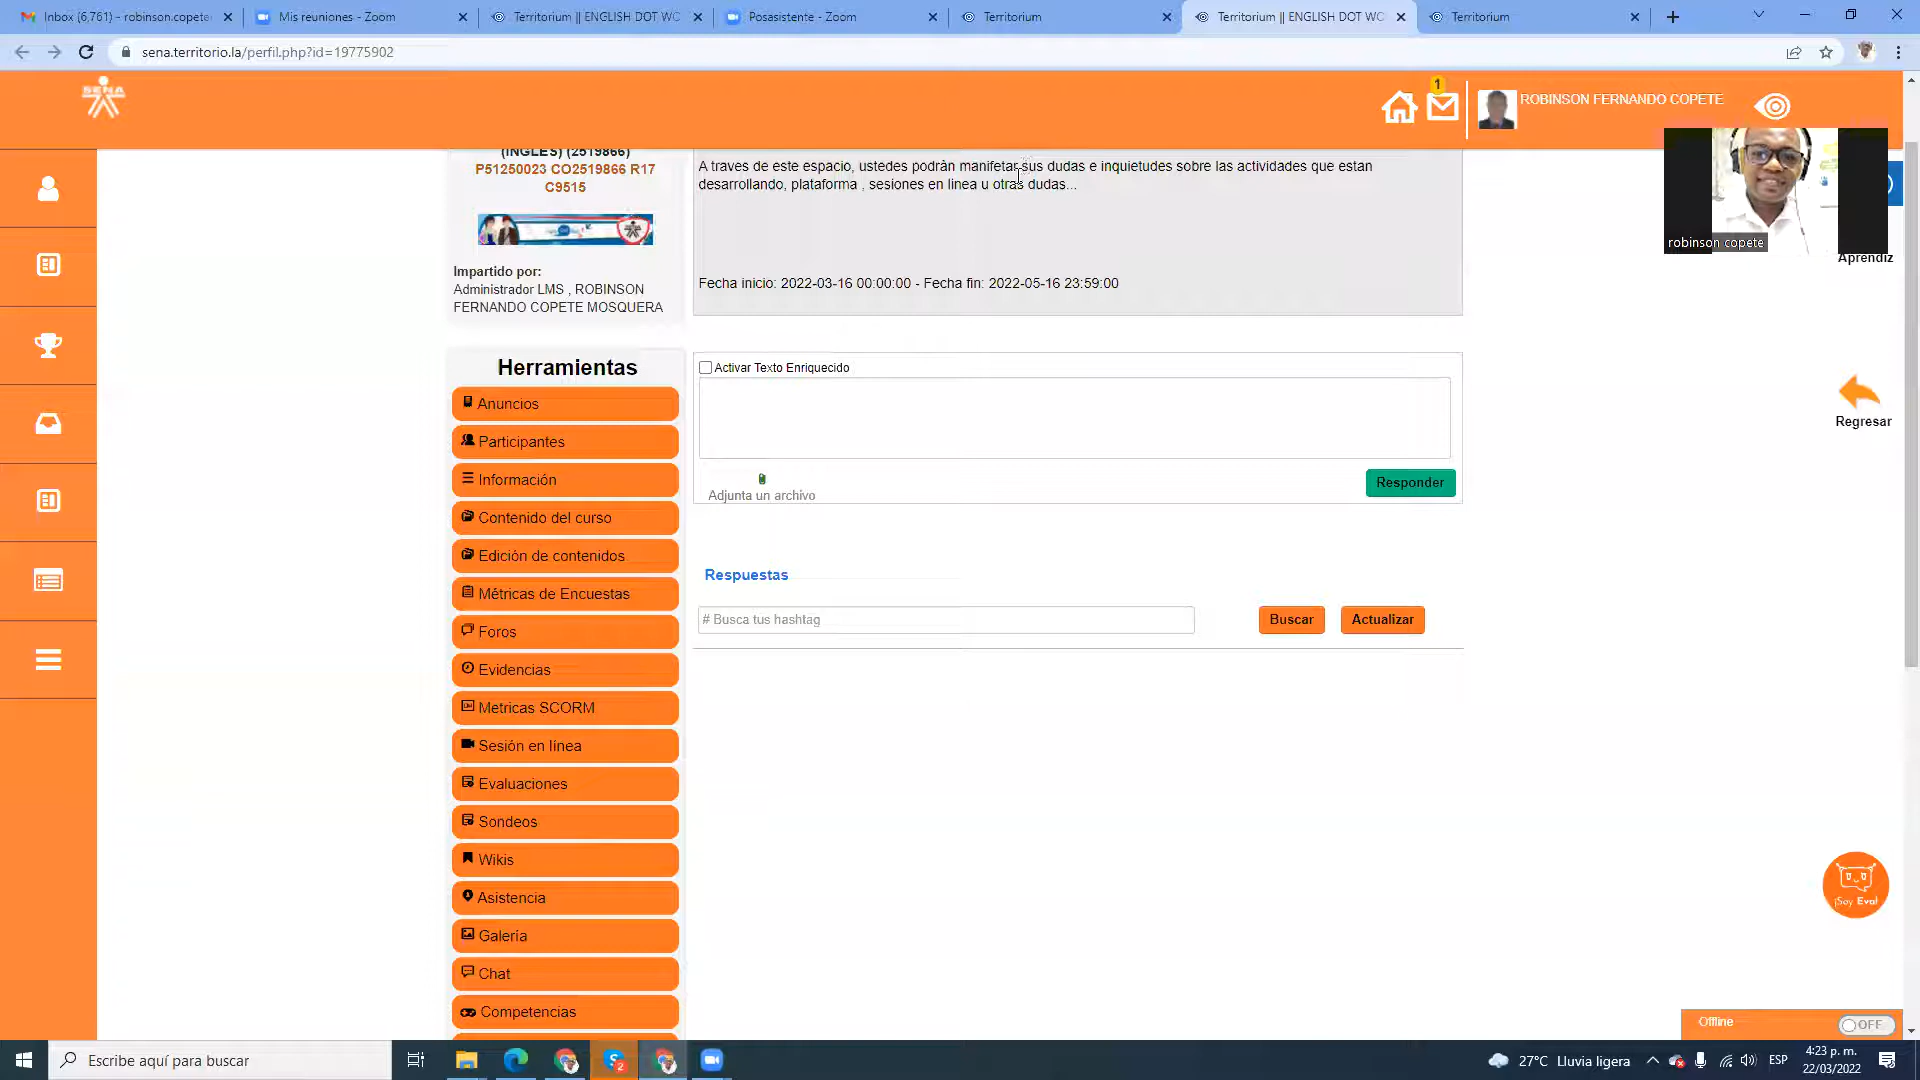 Inbox (6,761) - robinson.copete
Mis reuniones - Zoom
Territorium || ENGLISH DOT WO
Posasistente - Zoom
Territorium
Territorium || ENGLISH DOT WO
Territorium
sena.territorio.la/perfil.php?id=19775902
SENA
1
ROBINSON FERNANDO COPETE
robinson copete
Aprendiz
Regresar
(INGLES) (2519866)
P51250023 CO2519866 R17
C9515
Impartido por:
Administrador LMS , ROBINSON
FERNANDO COPETE MOSQUERA
A traves de este espacio, ustedes podràn manifetar sus dudas e inquietudes sobre las actividades que estan
desarrollando, plataforma , sesiones en linea u otras dudas...
Fecha inicio: 2022-03-16 00:00:00 - Fecha fin: 2022-05-16 23:59:00
Herramientas
Anuncios
Participantes
Información
Contenido del curso
Edición de contenidos
Métricas de Encuestas
Foros
Evidencias
Metricas SCORM
Sesión en línea
Evaluaciones
Sondeos
Wikis
Asistencia
Galería
Chat
Competencias
Activar Texto Enriquecido
Adjunta un archivo
Responder
Respuestas
# Busca tus hashtag
Buscar
Actualizar
¡Soy Eva!
Offline
OFF
Escribe aquí para buscar
2
27°C Lluvia ligera
ESP
4:23 p. m.
22/03/2022